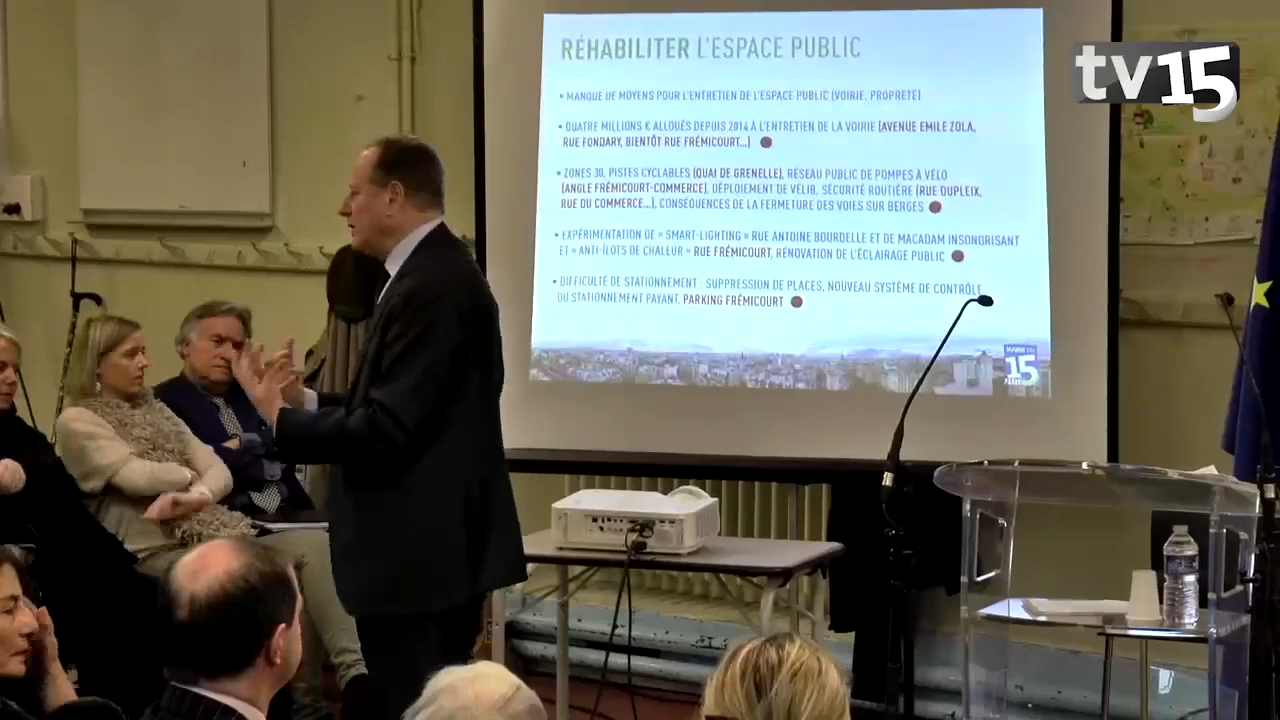 tv15
RÉHABILITER L'ESPACE PUBLIC
• MANQUE DE MOYENS POUR L'ENTRETIEN DE L'ESPACE PUBLIC (VOIRIE, PROPRETÉ)
• QUATRE MILLIONS € ALLOUÉS DEPUIS 2014 À L'ENTRETIEN DE LA VOIRIE (AVENUE EMILE ZOLA,
RUE FONDARY, BIENTÔT RUE FRÉMICOURT...)
• ZONES 30, PISTES CYCLABLES (QUAI DE GRENELLE), RÉSEAU PUBLIC DE POMPES À VÉLO
(ANGLE FRÉMICOURT-COMMERCE), DÉPLOIEMENT DE VÉLIB, SÉCURITÉ ROUTIÈRE (RUE DUPLEIX,
RUE DU COMMERCE...), CONSÉQUENCES DE LA FERMETURE DES VOIES SUR BERGES
• EXPÉRIMENTATION DE « SMART-LIGHTING » RUE ANTOINE BOURDELLE ET DE MACADAM INSONORISANT
ET « ANTI-ÎLOTS DE CHALEUR » RUE FRÉMICOURT, RÉNOVATION DE L'ÉCLAIRAGE PUBLIC
• DIFFICULTÉ DE STATIONNEMENT : SUPPRESSION DE PLACES, NOUVEAU SYSTÈME DE CONTRÔLE
DU STATIONNEMENT PAYANT, PARKING FRÉMICOURT
MAIRIE DU
15